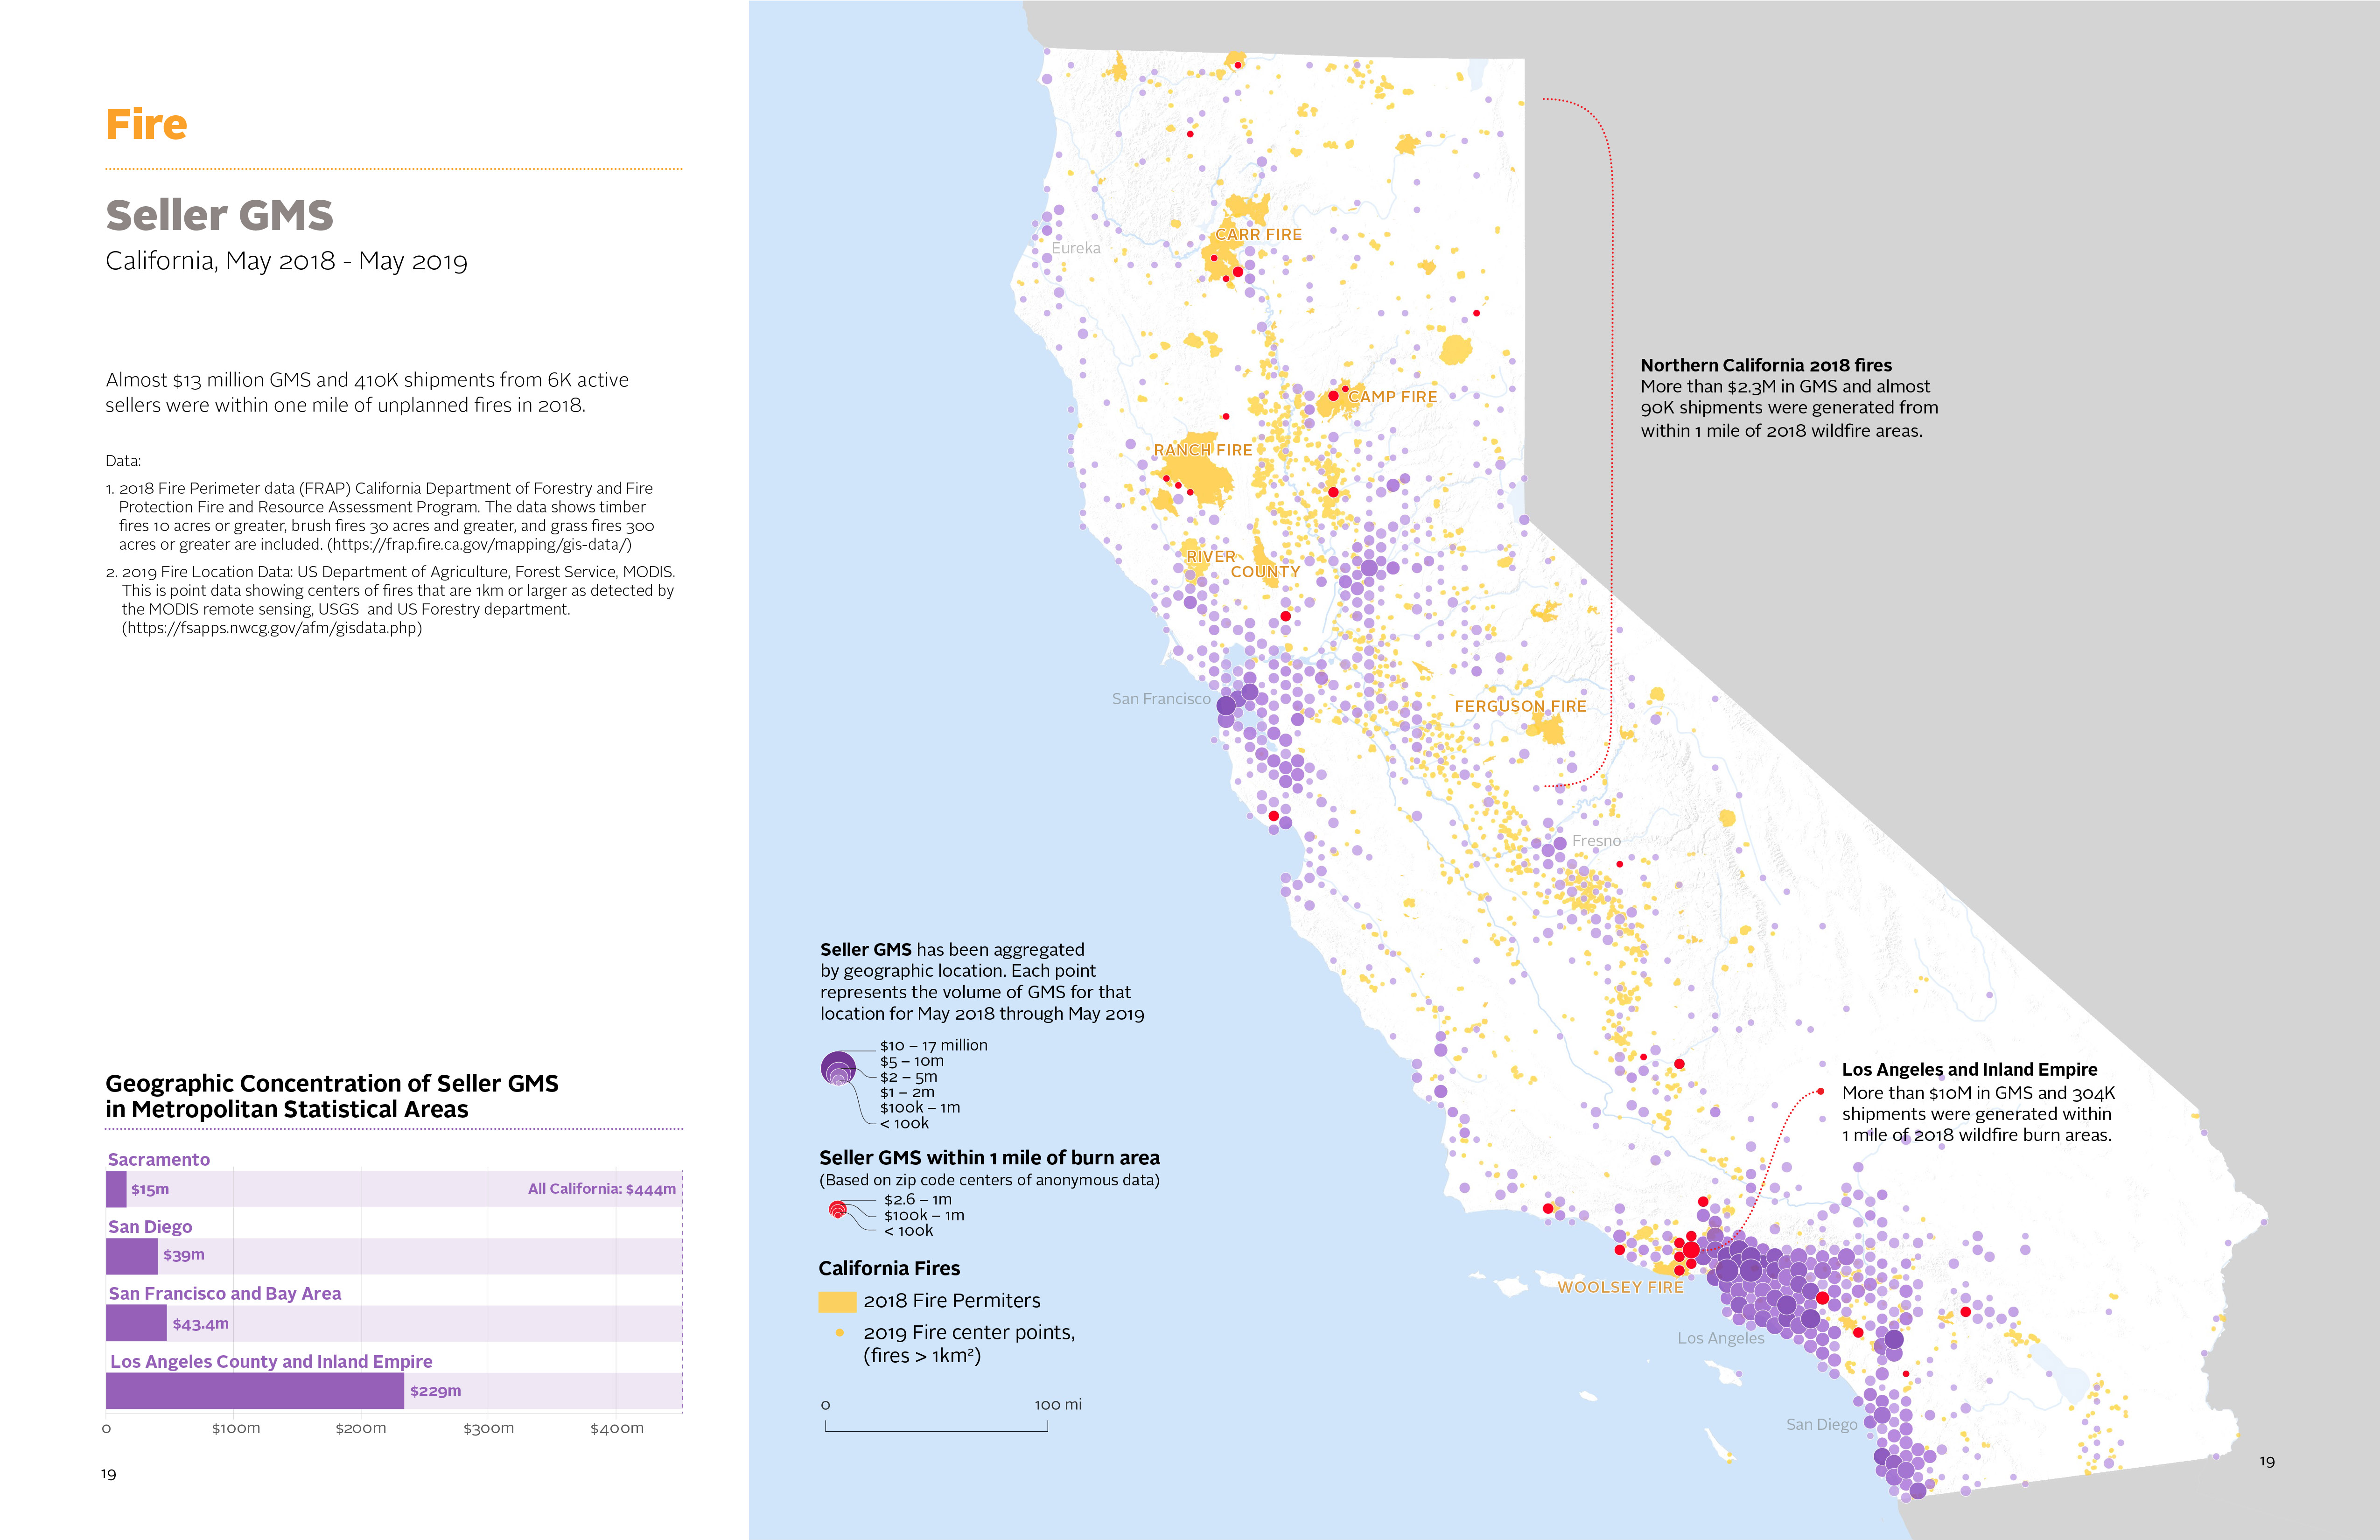 Fire
Seller GMS
California, May 2018 - May 2019
Almost $13 million GMS and 410K shipments from 6K active
sellers were within one mile of unplanned fires in 2018.
Data:
1. 2018 Fire Perimeter data (FRAP) California Department of Forestry and Fire
Protection Fire and Resource Assessment Program. The data shows timber
fires 10 acres or greater, brush fires 30 acres and greater, and grass fires 300
acres or greater are included. (https://frap.fire.ca.gov/mapping/gis-data/)
2. 2019 Fire Location Data: US Department of Agriculture, Forest Service, MODIS.
This is point data showing centers of fires that are 1km or larger as detected by
the MODIS remote sensing, USGS and US Forestry department.
(https://fsapps.nwcg.gov/afm/gisdata.php)
Geographic Concentration of Seller GMS
in Metropolitan Statistical Areas
Sacramento
$15m
All California: $444m
San Diego
$39m
San Francisco and Bay Area
$43.4m
Los Angeles County and Inland Empire
$229m
0 $100m $200m $300m $400m
19
CARR FIRE
Eureka
CAMP FIRE
RANCH FIRE
RIVER
COUNTY
San Francisco
FERGUSON FIRE
Fresno
WOOLSEY FIRE
Los Angeles
San Diego
Northern California 2018 fires
More than $2.3M in GMS and almost
90K shipments were generated from
within 1 mile of 2018 wildfire areas.
Los Angeles and Inland Empire
More than $10M in GMS and 304K
shipments were generated within
1 mile of 2018 wildfire burn areas.
Seller GMS has been aggregated
by geographic location. Each point
represents the volume of GMS for that
location for May 2018 through May 2019
$10 – 17 million
$5 – 10m
$2 – 5m
$1 – 2m
$100k – 1m
< 100k
Seller GMS within 1 mile of burn area
(Based on zip code centers of anonymous data)
$2.6 – 1m
$100k – 1m
< 100k
California Fires
2018 Fire Permiters
2019 Fire center points,
(fires > 1km²)
0 100 mi
19